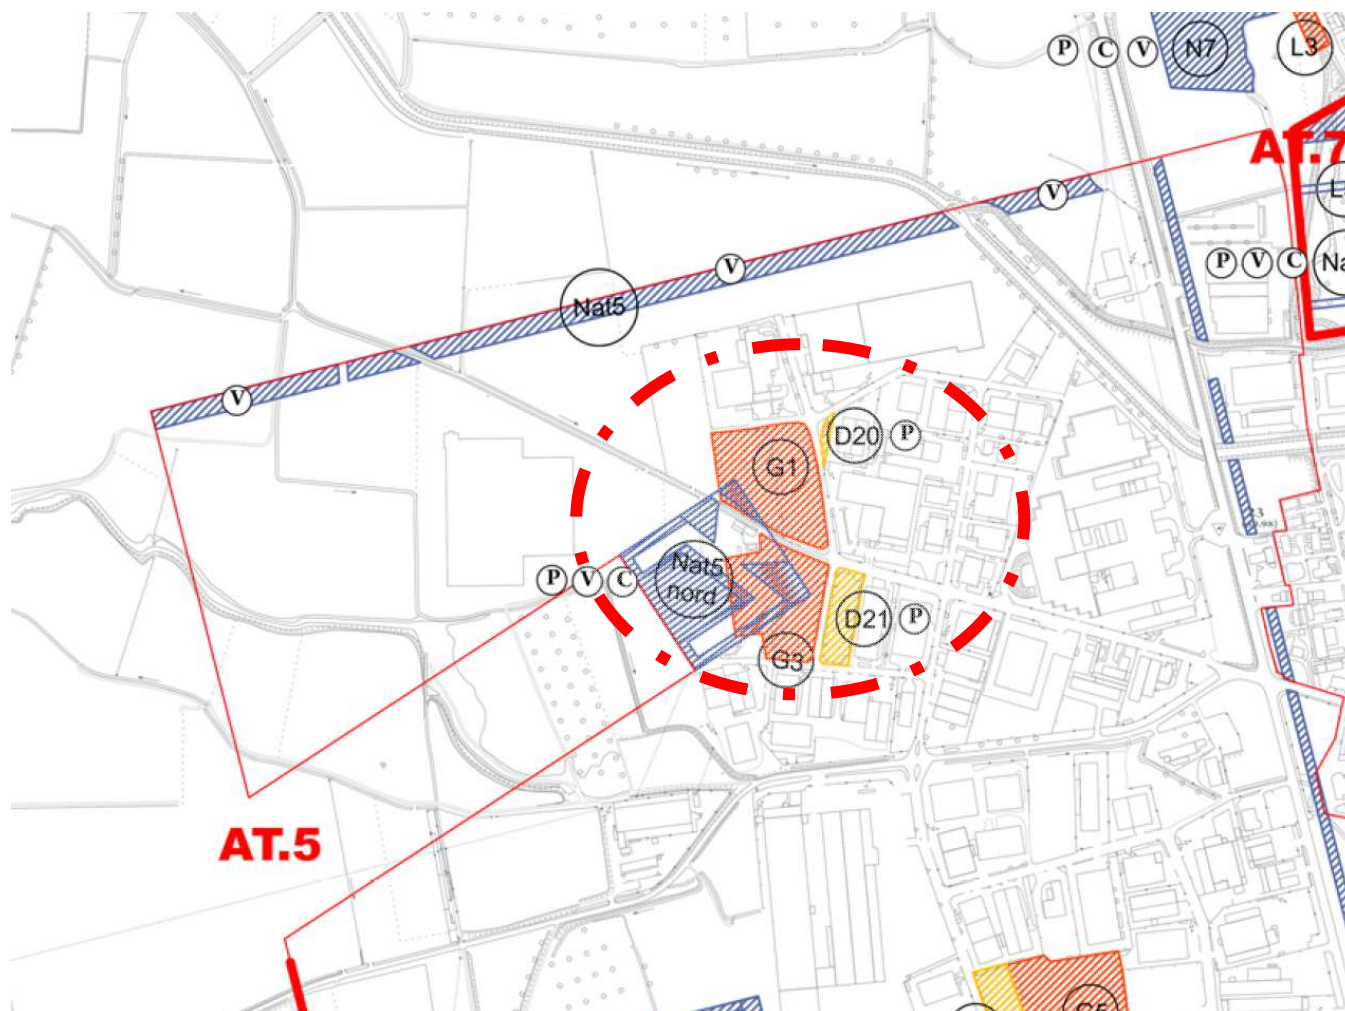 P C V N7 L3
AT.7
V
P V C
V
Nat5
V
D20 P
G1
Nat5
nord
P V C
D21 P
G3
AT.5